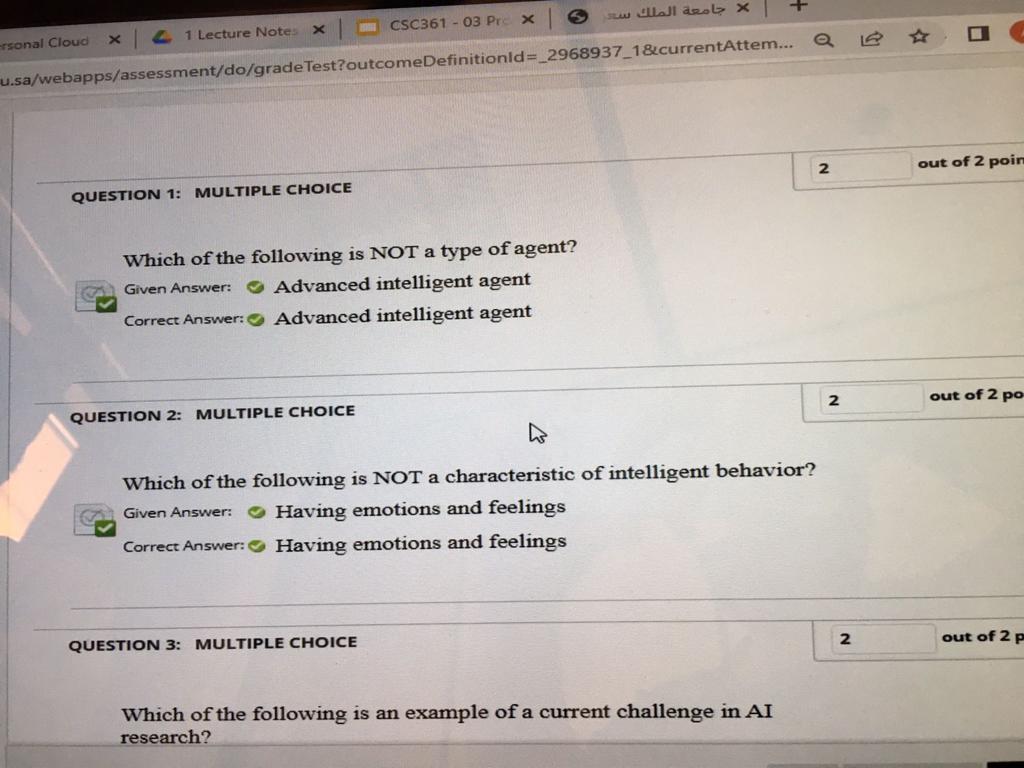 rsonal Cloud
1 Lecture Notes
CSC361 - 03 Pr
جامعة الملك سع
u.sa/webapps/assessment/do/gradeTest?outcomeDefinitionId=_2968937_1&currentAttem...
QUESTION 1: MULTIPLE CHOICE
2 out of 2 poin
Which of the following is NOT a type of agent?
Given Answer: Advanced intelligent agent
Correct Answer: Advanced intelligent agent
QUESTION 2: MULTIPLE CHOICE
2 out of 2 po
Which of the following is NOT a characteristic of intelligent behavior?
Given Answer: Having emotions and feelings
Correct Answer: Having emotions and feelings
QUESTION 3: MULTIPLE CHOICE
2 out of 2 p
Which of the following is an example of a current challenge in AI
research?